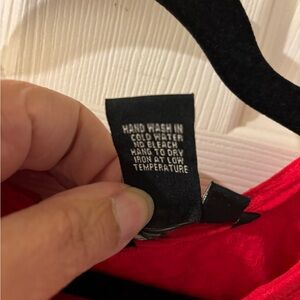 HAND WASH IN
COLD WATER
NO BLEACH
HANG TO DRY
IRON AT LOW
TEMPERATURE